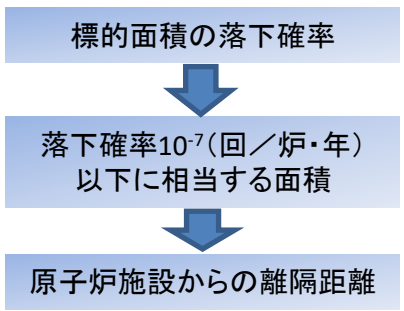 標的面積の落下確率
落下確率10⁻⁷(回／炉・年)
以下に相当する面積
原子炉施設からの離隔距離